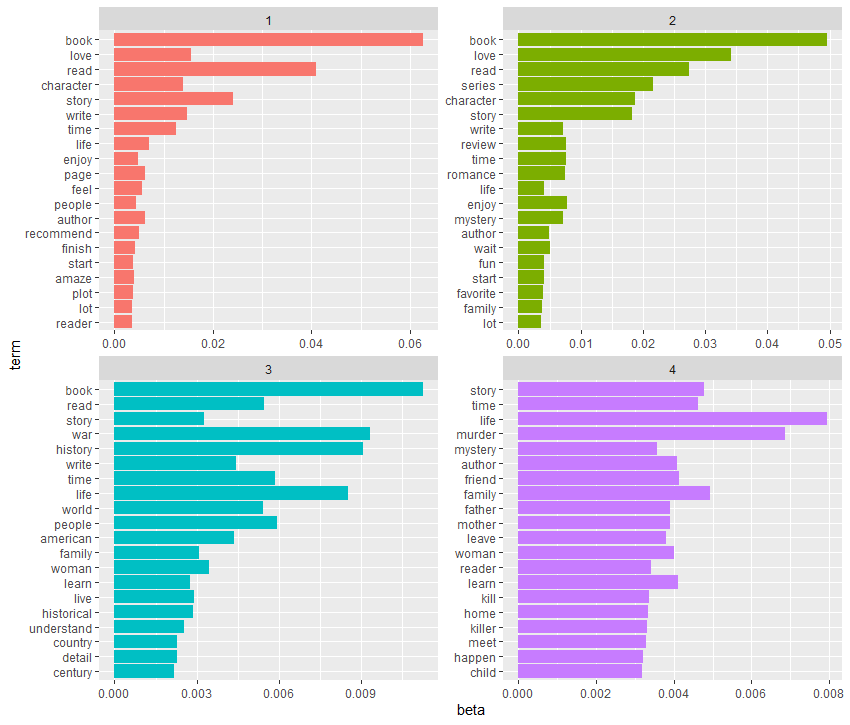 1
book
love
read
character
story
write
time
life
enjoy
page
feel
people
author
recommend
finish
start
amaze
plot
lot
reader
0.00 0.02 0.04 0.06
2
book
love
read
series
character
story
write
review
time
romance
life
enjoy
mystery
author
wait
fun
start
favorite
family
lot
0.00 0.01 0.02 0.03 0.04 0.05
term
3
book
read
story
war
history
write
time
life
world
people
american
family
woman
learn
live
historical
understand
country
detail
century
0.000 0.003 0.006 0.009
4
story
time
life
murder
mystery
author
friend
family
father
mother
leave
woman
reader
learn
kill
home
killer
meet
happen
child
0.000 0.002 0.004 0.006 0.008
beta